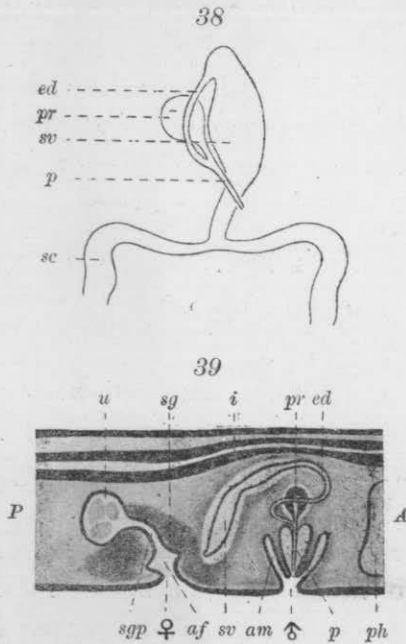 38
ed
pr
sv
p
sc
39
u sg i pr ed
P A
sgp ♀ af sv am ♂ p ph